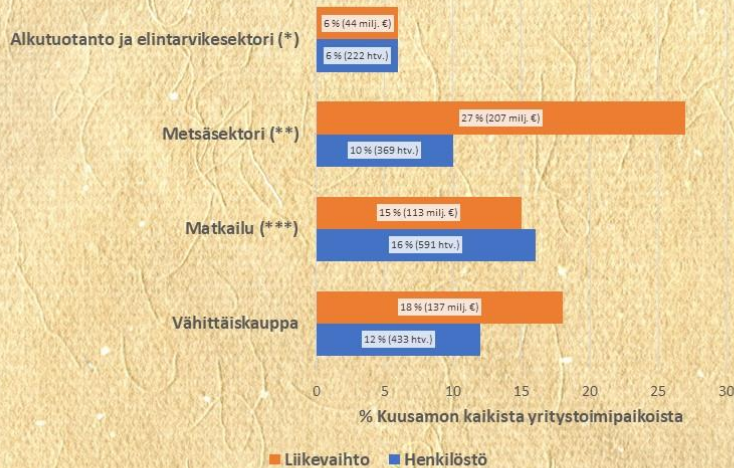 6 % (44 milj. €)
Alkutuotanto ja elintarvikesektori (*)
6 % (222 htv.)
27 % (207 milj. €)
Metsäsektori (**)
10 % (369 htv.)
15 % (113 milj. €)
Matkailu (***)
16 % (591 htv.)
18 % (137 milj. €)
Vähittäiskauppa
12 % (433 htv.)
0 5 10 15 20 25 30
% Kuusamon kaikista yritystoimipaikoista
Liikevaihto Henkilöstö